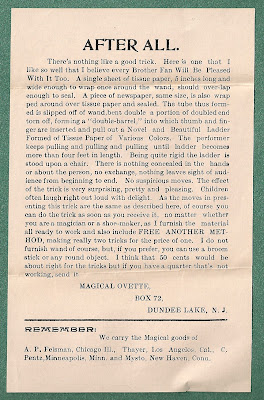 AFTER ALL.
There's nothing like a good trick. Here is one that I
like so well that I believe every Brother Fan Will Be Pleased
With It Too. A single sheet of tissue paper, 5 inches long and
wide enough to wrap once around the wand, should over-lap
enough to seal. A piece of newspaper, same size, is also wrap
ped around over tissue paper and sealed. The tube thus form-
ed is slipped off of wand, bent double a portion of doubled end
torn off, forming a "double-barrel," into which thumb and fin-
ger are inserted and pull out a Novel and Beautiful Ladder
Formed of Tissue Paper of Various Colors. The performer
keeps pulling and pulling and pulling until ladder becomes
more than four feet in length. Being quite rigid the ladder is
stood upon a chair. There is nothing concealed in the hands
or about the person, no exchange, nothing leaves sight of aud-
ience from beginning to end. No suspicious moves. The effect
of the trick is very surprising, pretty and pleasing. Children
often laugh right out loud with delight. As the moves in pres-
enting this trick are the same as described here, of course you
can do the trick as soon as you receive it, no matter whether
you are a magician or a shoe-maker, as I furnish the material
all ready to work and also include FREE ANOTHER MET-
HOD, making really two tricks for the price of one. I do not
furnish wand of course, but, if you prefer, you can use a broom
stick or any round object. I think that 50 cents would be
about right for the trick but if you have a quarter that's not
working, send it
MAGICAL OVETTE,
BOX 72,
DUNDEE LAKE, N. J.
REMEMBER:
We carry the Magical goods of
A. P. Felsman, Chicago Ill., Thayer, Los Angeles, Cal., C.
Pentz, Minneapolis, Minn. and Mysto, New Haven, Conn.